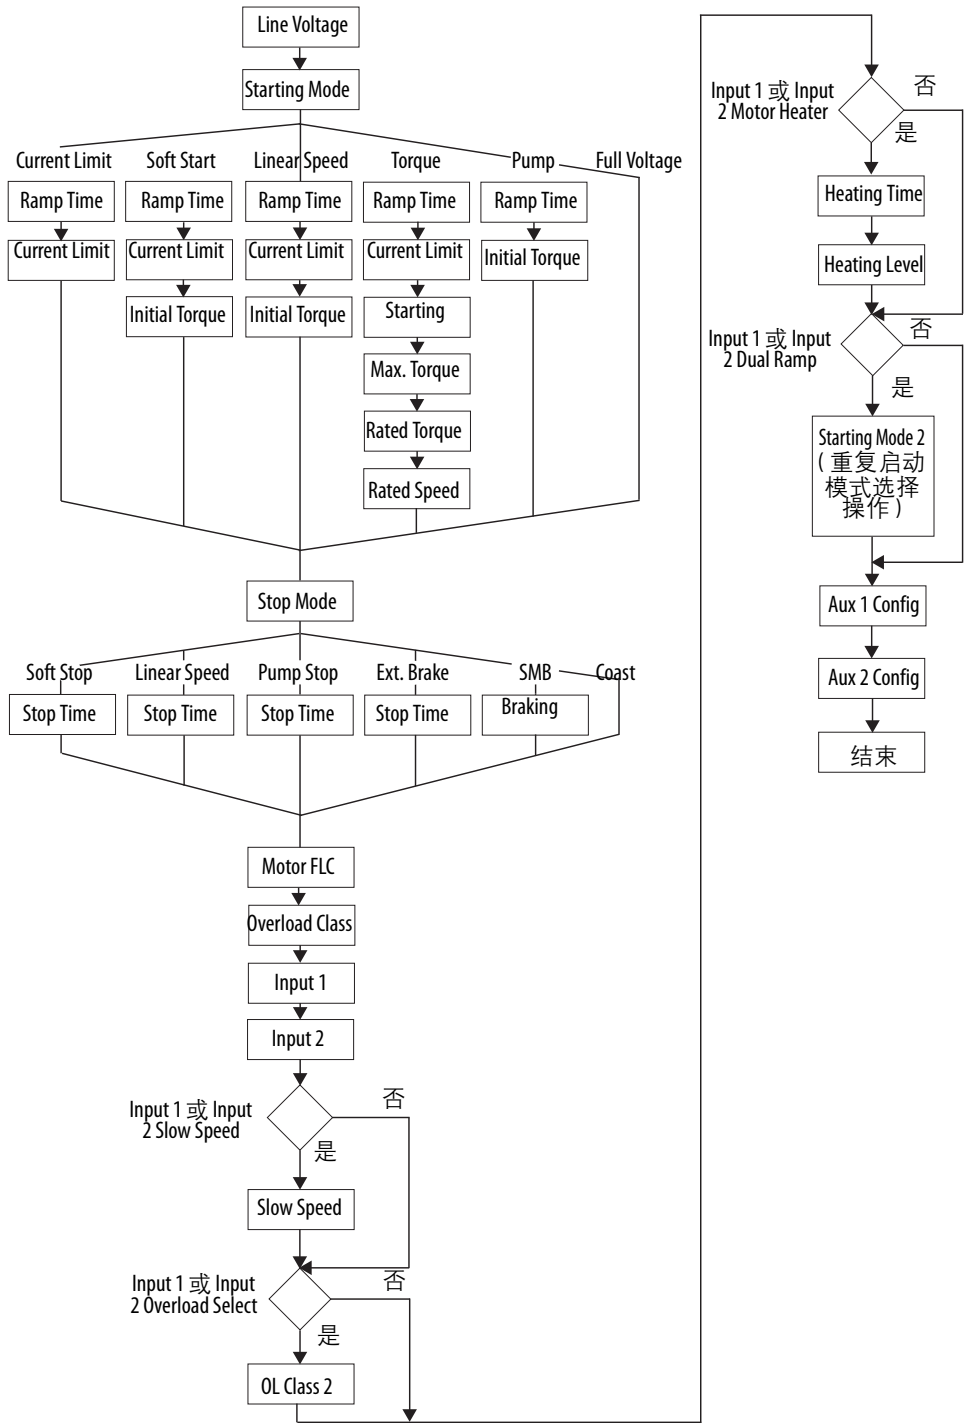 Line Voltage
Starting Mode
Current Limit
Soft Start
Linear Speed
Torque
Pump
Full Voltage
Ramp Time
Ramp Time
Ramp Time
Ramp Time
Ramp Time
Current Limit
Current Limit
Current Limit
Current Limit
Initial Torque
Initial Torque
Initial Torque
Starting
Max. Torque
Rated Torque
Rated Speed
Stop Mode
Soft Stop
Linear Speed
Pump Stop
Ext. Brake
SMB
Coast
Stop Time
Stop Time
Stop Time
Stop Time
Braking
Motor FLC
Overload Class
Input 1
Input 2
Input 1 或 Input
2 Slow Speed
否
是
Slow Speed
Input 1 或 Input
2 Overload Select
否
是
OL Class 2
Input 1 或 Input
2 Motor Heater
否
是
Heating Time
Heating Level
Input 1 或 Input
2 Dual Ramp
否
是
Starting Mode 2
( 重复启动
模式选择
操作 )
Aux 1 Config
Aux 2 Config
结束